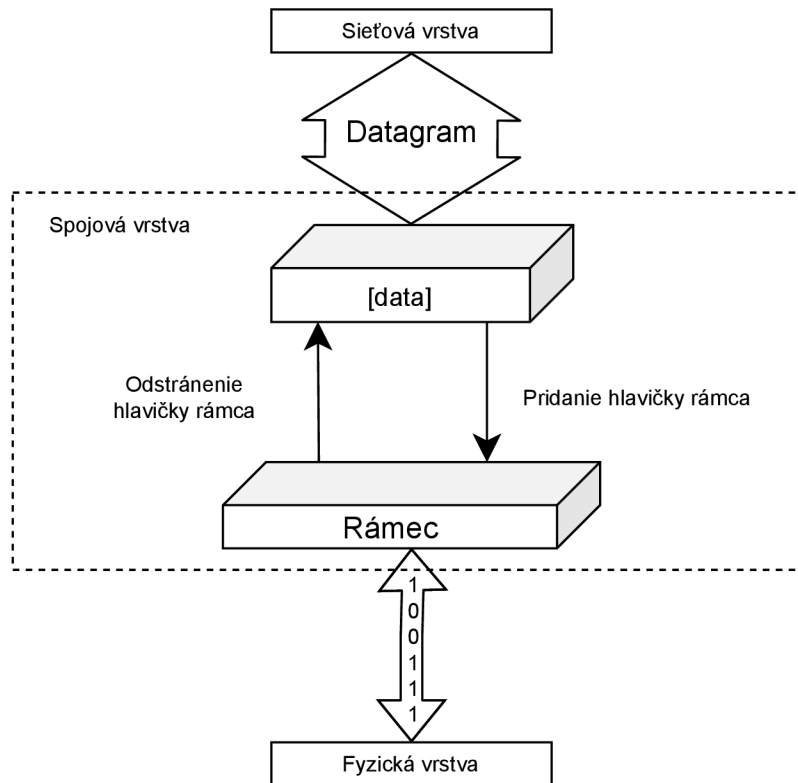 Sieťová vrstva
Datagram
Spojová vrstva
[data]
Odstránenie
hlavičky rámca
Pridanie hlavičky rámca
Rámec
1
0
0
1
1
1
Fyzická vrstva